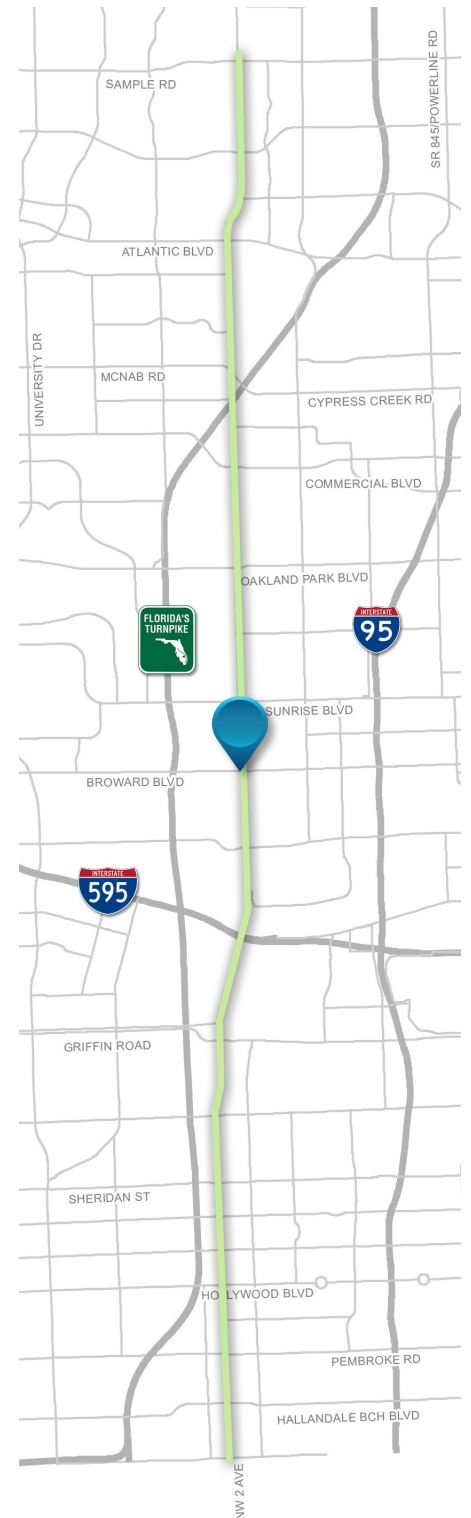 SR 845/POWERLINE RD
SAMPLE RD
ATLANTIC BLVD
UNIVERSITY DR
MCNAB RD
CYPRESS CREEK RD
COMMERCIAL BLVD
OAKLAND PARK BLVD
FLORIDA'S
TURNPIKE
INTERSTATE
95
SUNRISE BLVD
BROWARD BLVD
INTERSTATE
595
GRIFFIN ROAD
SHERIDAN ST
HOLLYWOOD BLVD
PEMBROKE RD
HALLANDALE BCH BLVD
NW 2 AVE